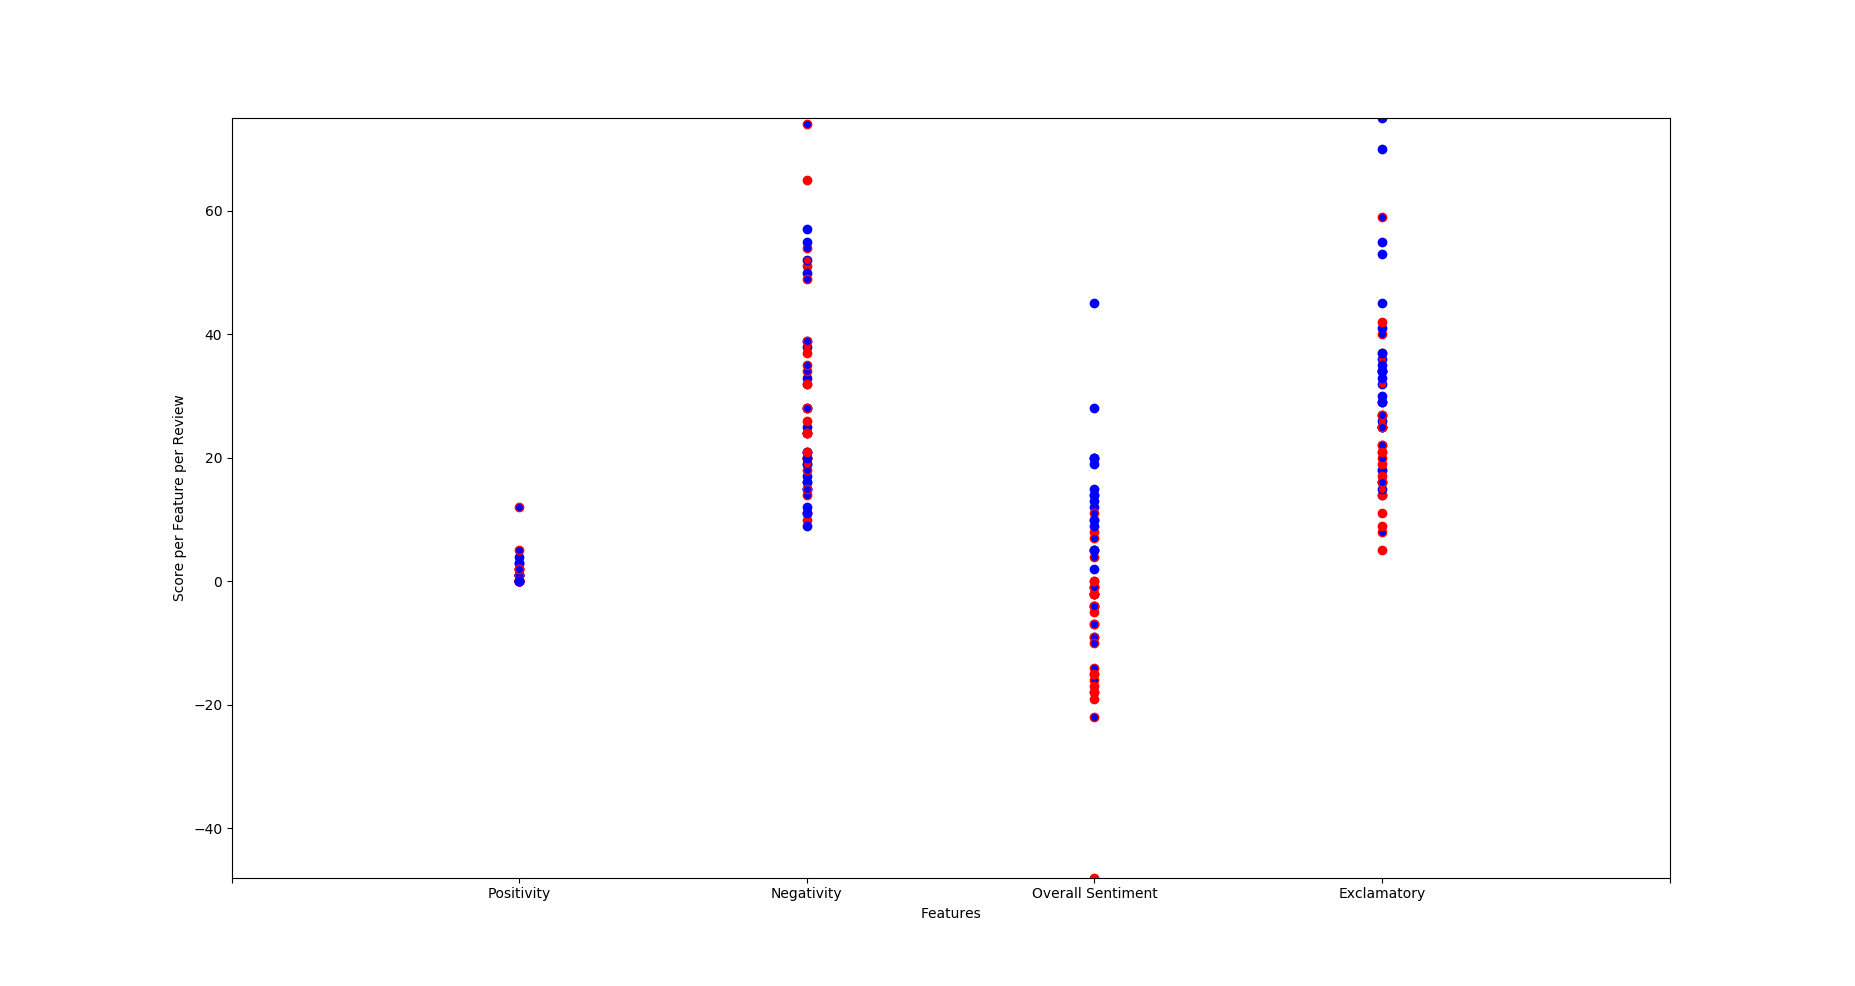 Score per Feature per Review
60
40
20
0
−20
−40
Positivity
Negativity
Overall Sentiment
Exclamatory
Features